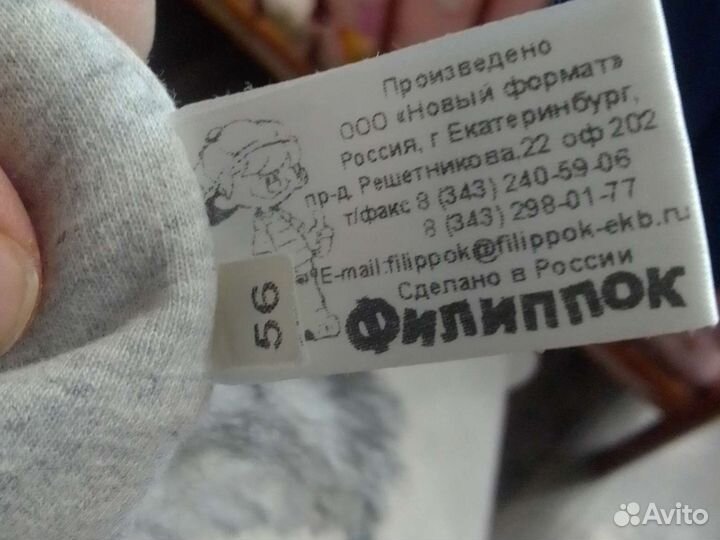 Произведено
ООО «Новый формат»
Россия, г Екатеринбург,
пр-д. Решетникова,22 оф 202
т/факс 8 (343) 240-59-06
8 (343) 298-01-77
E-mail:filippok@filippok-ekb.ru
Сделано в России
Филиппок
56
Avito